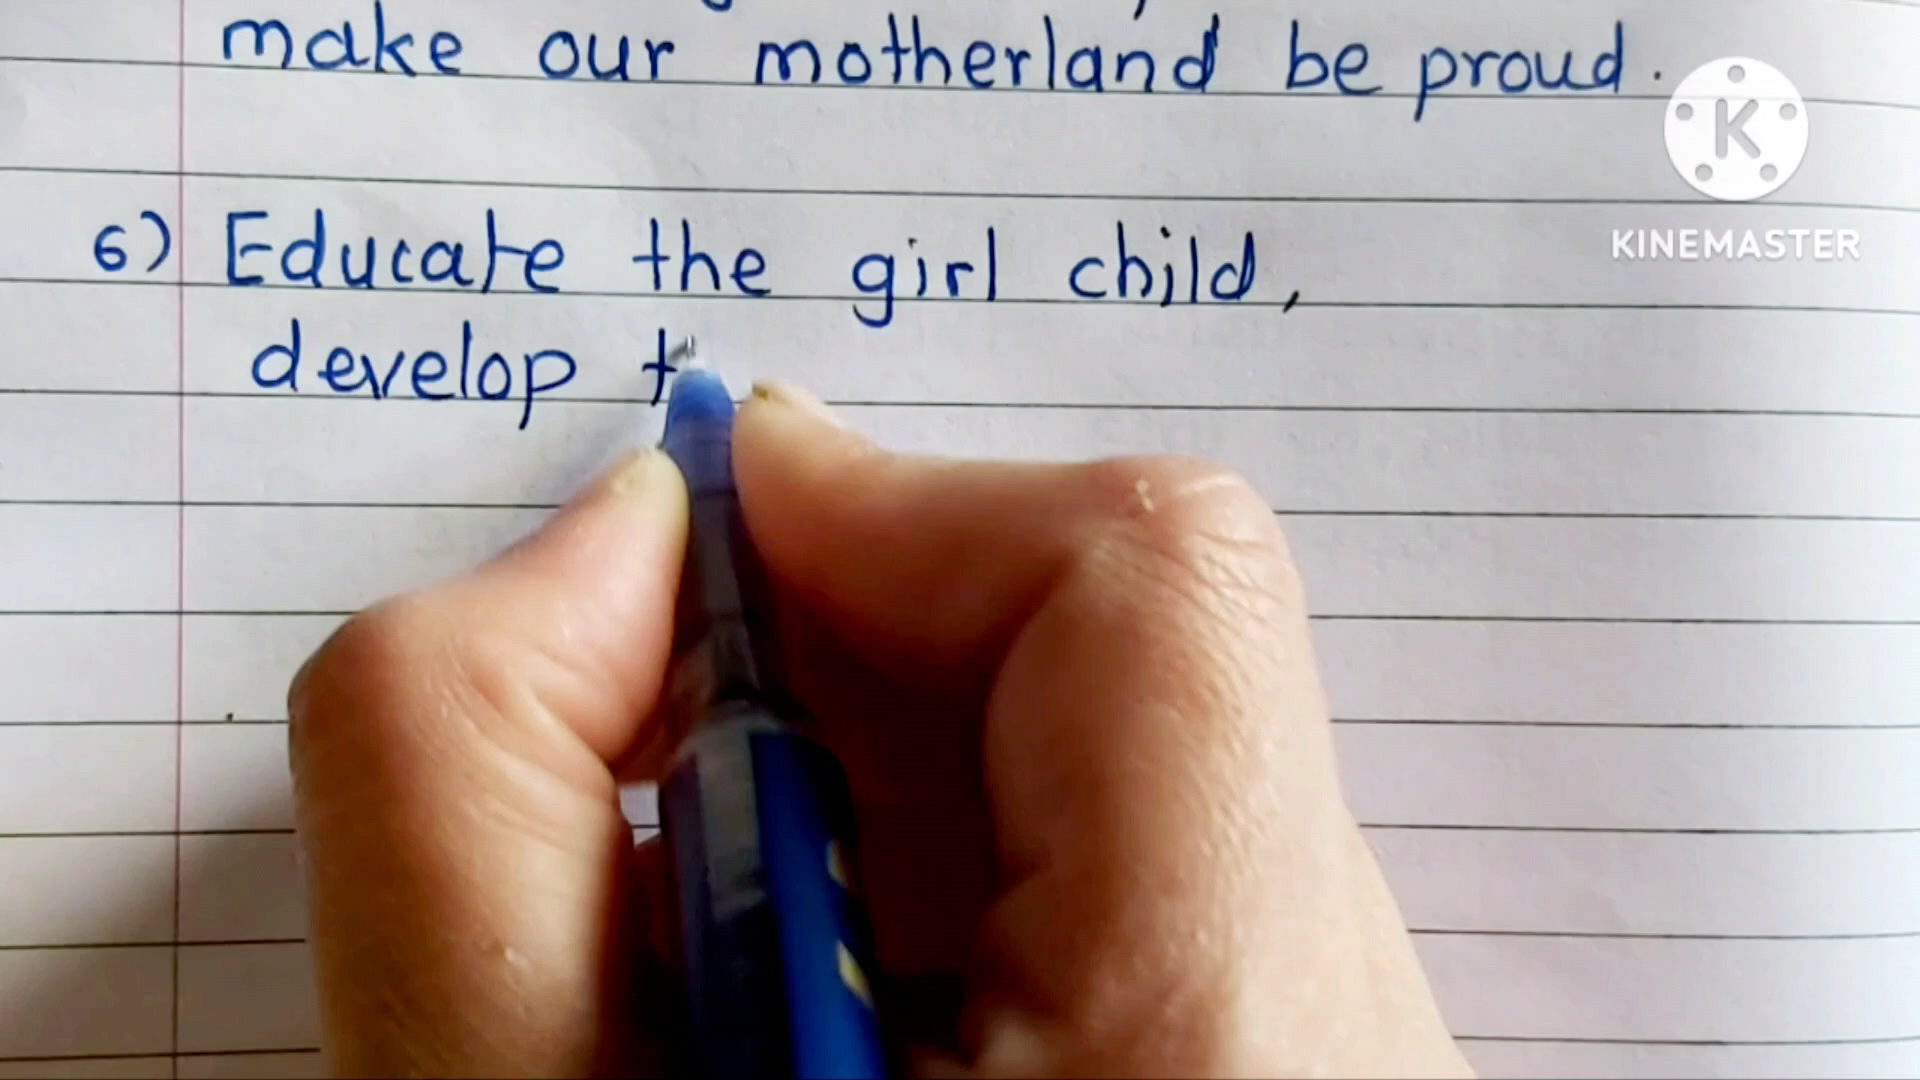 make our motherland be proud.
6) Educate the girl child,
develop t
K
KINEMASTER